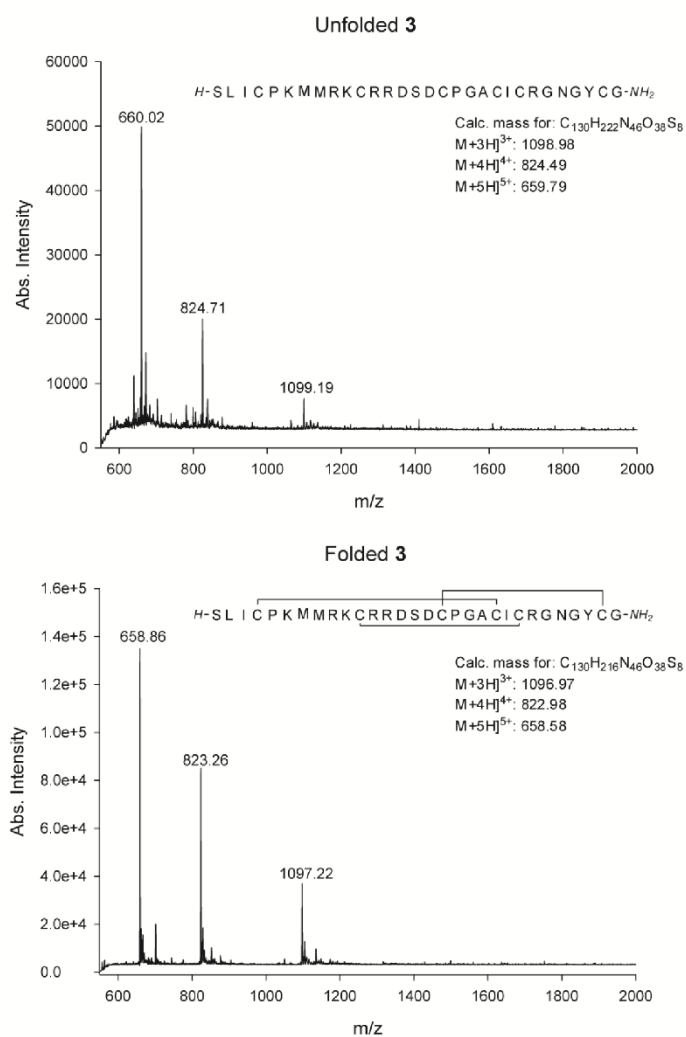 Unfolded 3
60000
50000
40000
30000
20000
10000
0
Abs. Intensity
H-SLICPKMMRKCRRDSDCPGACICRGNGYCG-NH2
Calc. mass for: C130H222N46O38S8
M+3H]3+: 1098.98
M+4H]4+: 824.49
M+5H]5+: 659.79
660.02
824.71
1099.19
600 800 1000 1200 1400 1600 1800 2000
m/z
Folded 3
1.6e+5
1.4e+5
1.2e+5
1.0e+5
8.0e+4
6.0e+4
4.0e+4
2.0e+4
0.0
Abs. Intensity
H-SLICPKMMRKCRRDSDCPGACICRGNGYCG-NH2
Calc. mass for: C130H216N46O38S8
M+3H]3+: 1096.97
M+4H]4+: 822.98
M+5H]5+: 658.58
658.86
823.26
1097.22
600 800 1000 1200 1400 1600 1800 2000
m/z